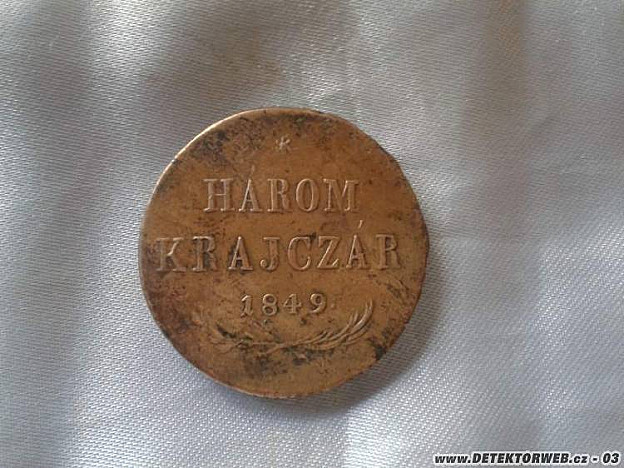 HÁROM
KRAJCZÁR
1849.
www.DETEKTORWEB.cz - 03